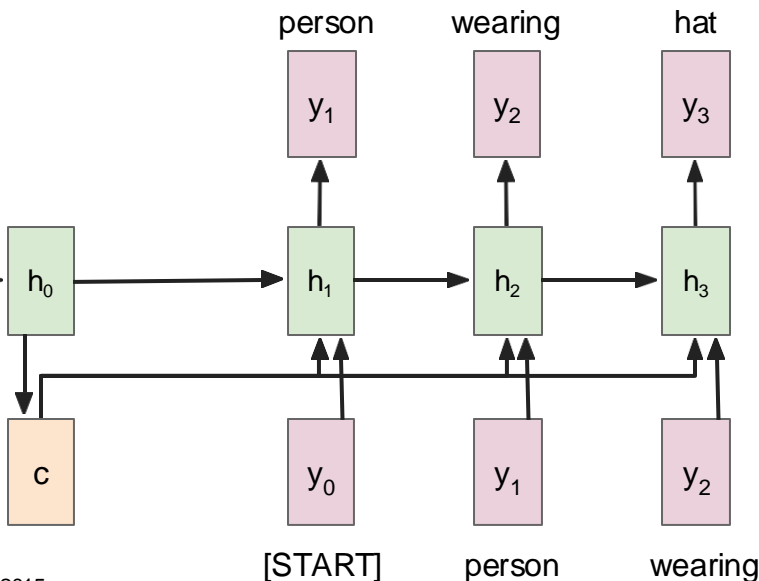 person wearing hat
y1 y2 y3
h0 h1 h2 h3
c y0 y1 y2
[START] person wearing